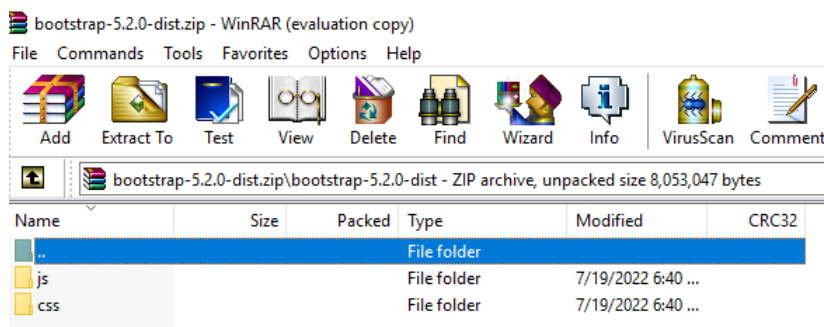 bootstrap-5.2.0-dist.zip - WinRAR (evaluation copy)
File Commands Tools Favorites Options Help
Add Extract To Test View Delete Find Wizard Info VirusScan Comment
bootstrap-5.2.0-dist.zip\bootstrap-5.2.0-dist - ZIP archive, unpacked size 8,053,047 bytes
Name Size Packed Type Modified CRC32
.. File folder
js File folder 7/19/2022 6:40 ...
css File folder 7/19/2022 6:40 ...